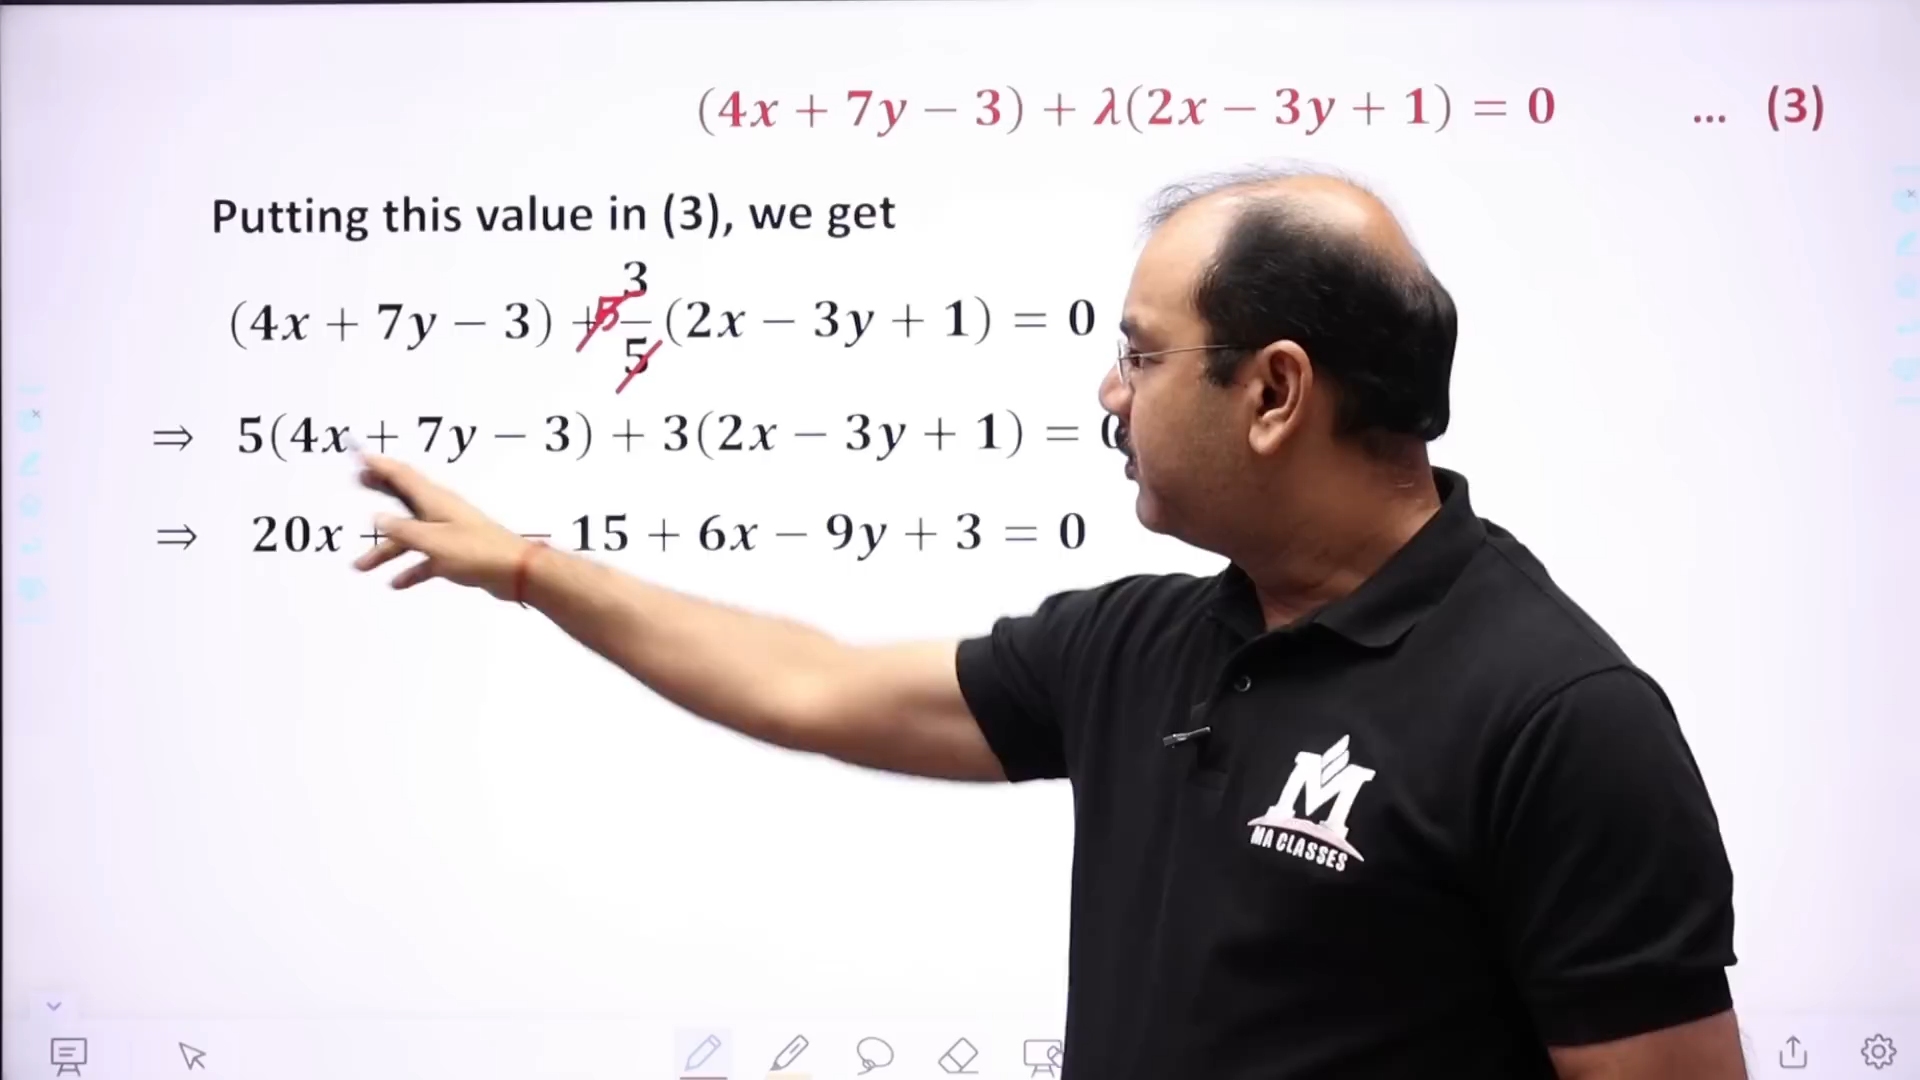 (4x + 7y − 3) + λ(2x − 3y + 1) = 0 ... (3)
Putting this value in (3), we get
(4x + 7y − 3) + 5 3/5 (2x − 3y + 1) = 0
⇒ 5(4x + 7y − 3) + 3(2x − 3y + 1) = 0
⇒ 20x + − 15 + 6x − 9y + 3 = 0
M
MA CLASSES